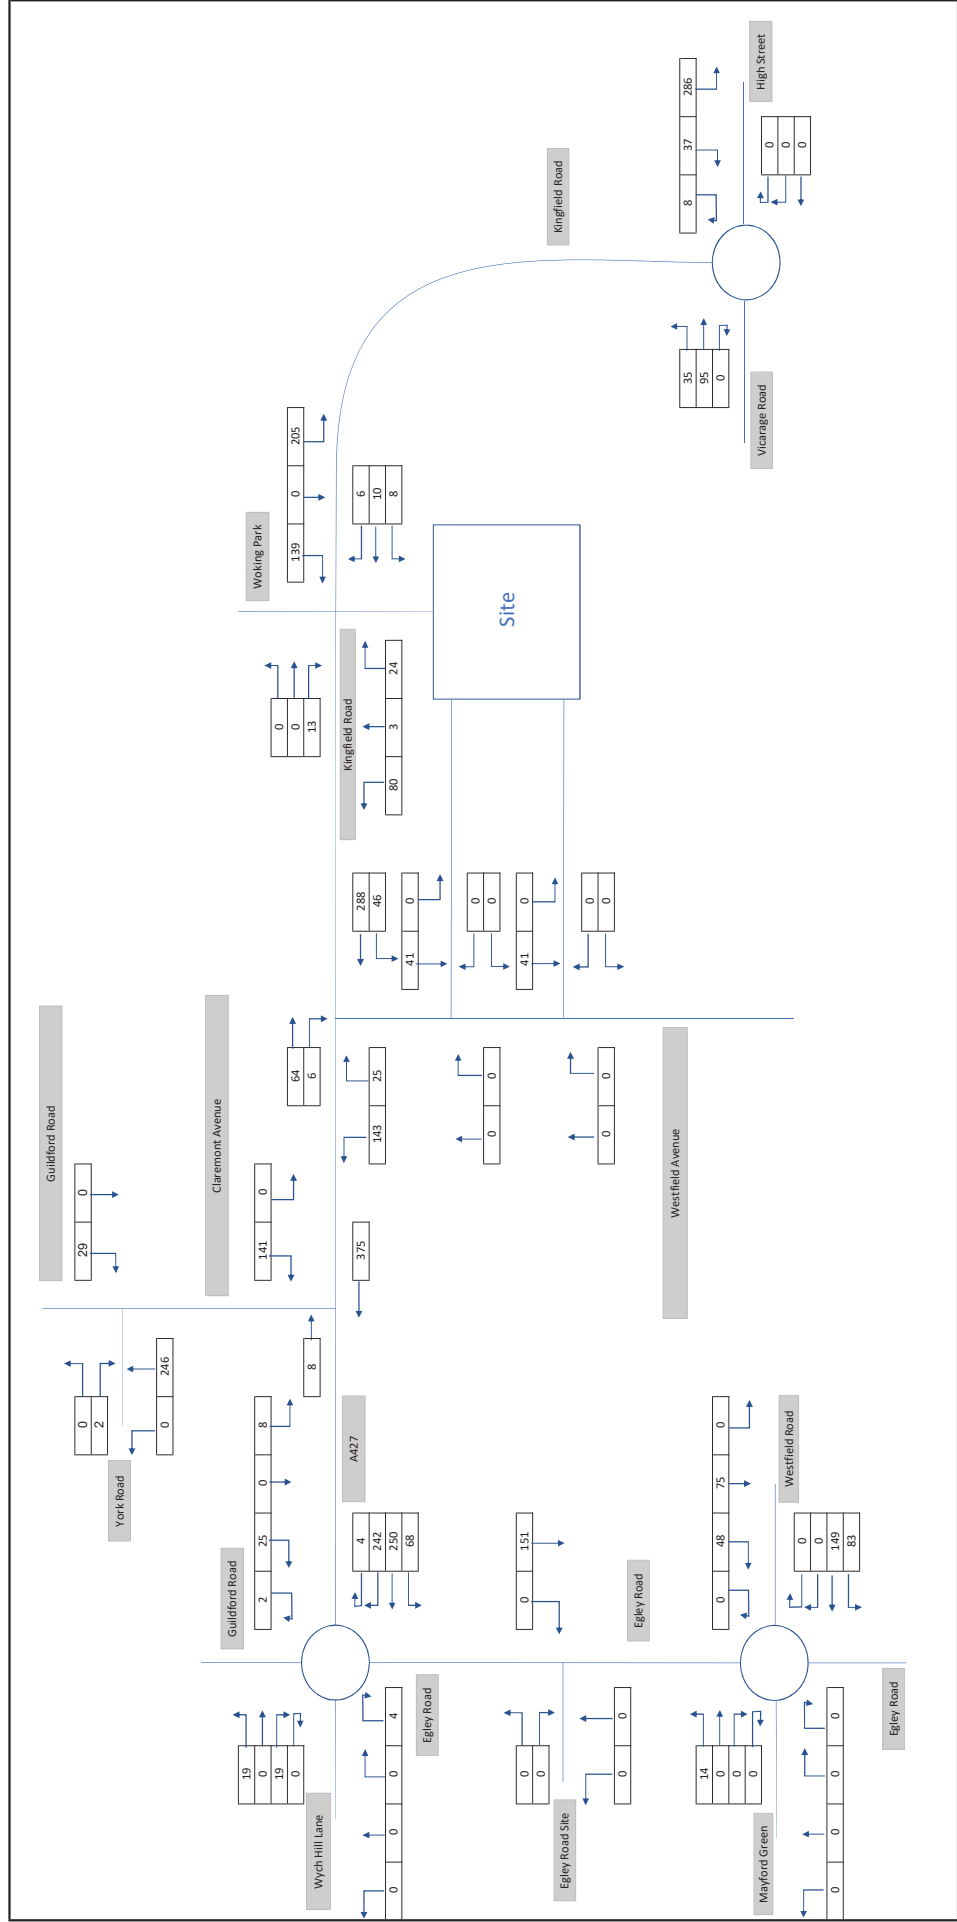 Guildford Road
29 0
0
2
York Road
0 246
Claremont Avenue
Guildford Road
2 25 0 8
141 0
Woking Park
139 0 205
19
0
19
0
8
64
6
0
0
13
Wych Hill Lane
A427
Kingfield Road
4
242
250
68
375
288
46
6
10
8
0 0 0 4
143 25
80 3 24
41 0
Egley Road
0
0
0 0
Site
0
0
0 151
41 0
Kingfield Road
Egley Road Site
0
0
0 0
0 0
Egley Road
Westfield Avenue
8 37 286
35
95
0
14
0
0
0
0 48 75 0
Mayford Green
Westfield Road
Vicarage Road
High Street
0
0
0
0
0
149
83
0 0 0 0
Egley Road